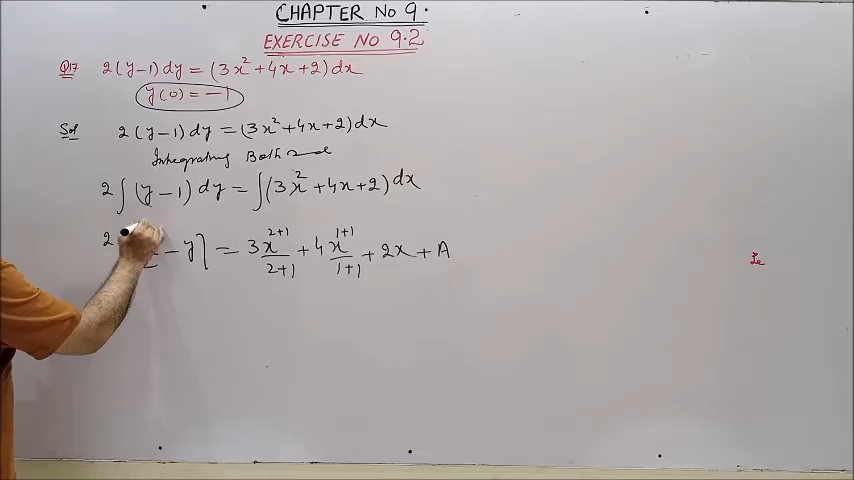 CHAPTER No 9.
EXERCISE No 9.2
Q17 2(y-1)dy = (3x²+4x+2)dx
y(0) = -1
Sol 2(y-1)dy = (3x²+4x+2)dx
Integrating Both
2∫(y-1)dy = ∫(3x²+4x+2)dx
2 -y] = 3x^(2+1)/(2+1) + 4x^(1+1)/(1+1) + 2x + A